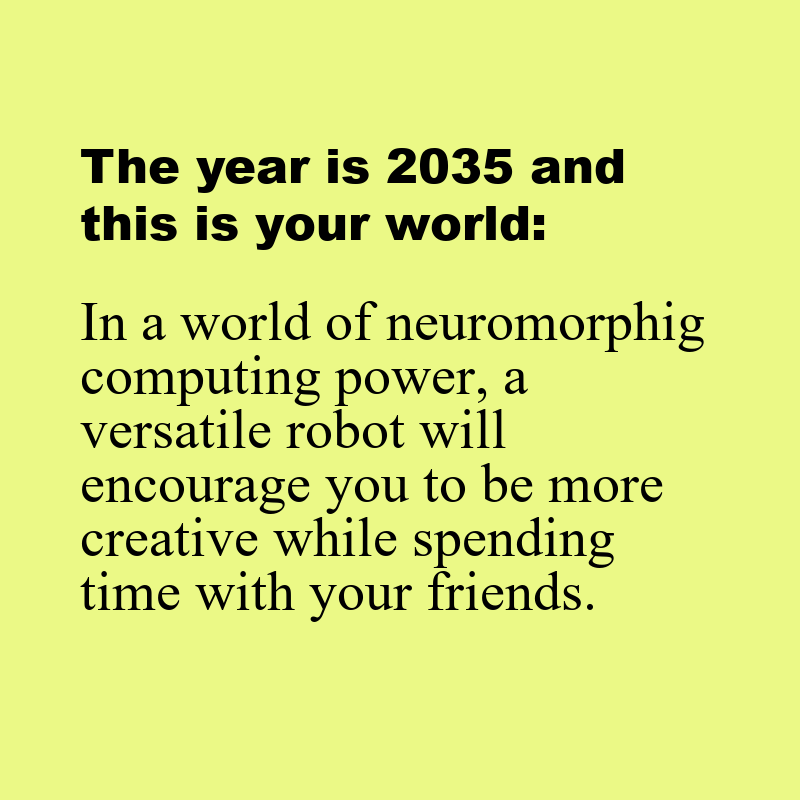 The year is 2035 and
this is your world:
In a world of neuromorphig
computing power, a
versatile robot will
encourage you to be more
creative while spending
time with your friends.